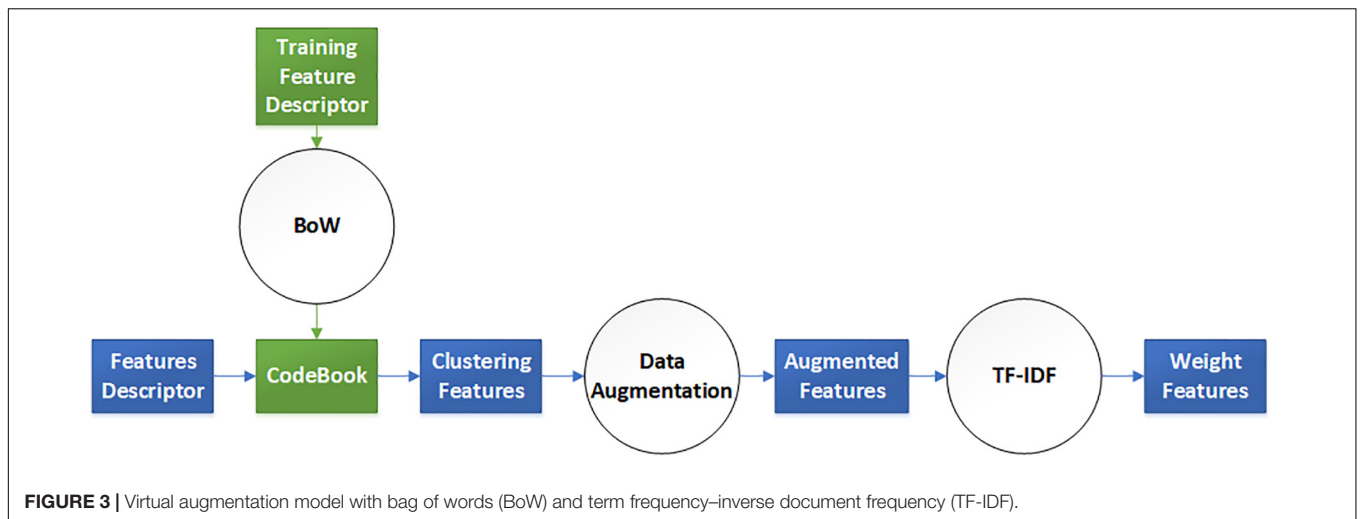 Training
Feature
Descriptor
BoW
Features
Descriptor
CodeBook
Clustering
Features
Data
Augmentation
Augmented
Features
TF-IDF
Weight
Features
FIGURE 3 | Virtual augmentation model with bag of words (BoW) and term frequency–inverse document frequency (TF-IDF).